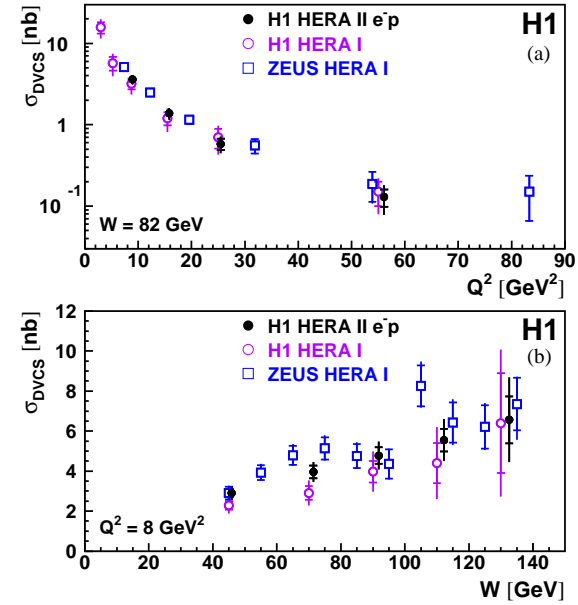 σDVCS [nb]
10
1
10⁻¹
H1 HERA II e⁻p
H1 HERA I
ZEUS HERA I
H1
(a)
W = 82 GeV
0 10 20 30 40 50 60 70 80 90
Q² [GeV²]
σDVCS [nb]
12
10
8
6
4
2
0
H1 HERA II e⁻p
H1 HERA I
ZEUS HERA I
H1
(b)
Q² = 8 GeV²
0 20 40 60 80 100 120 140
W [GeV]